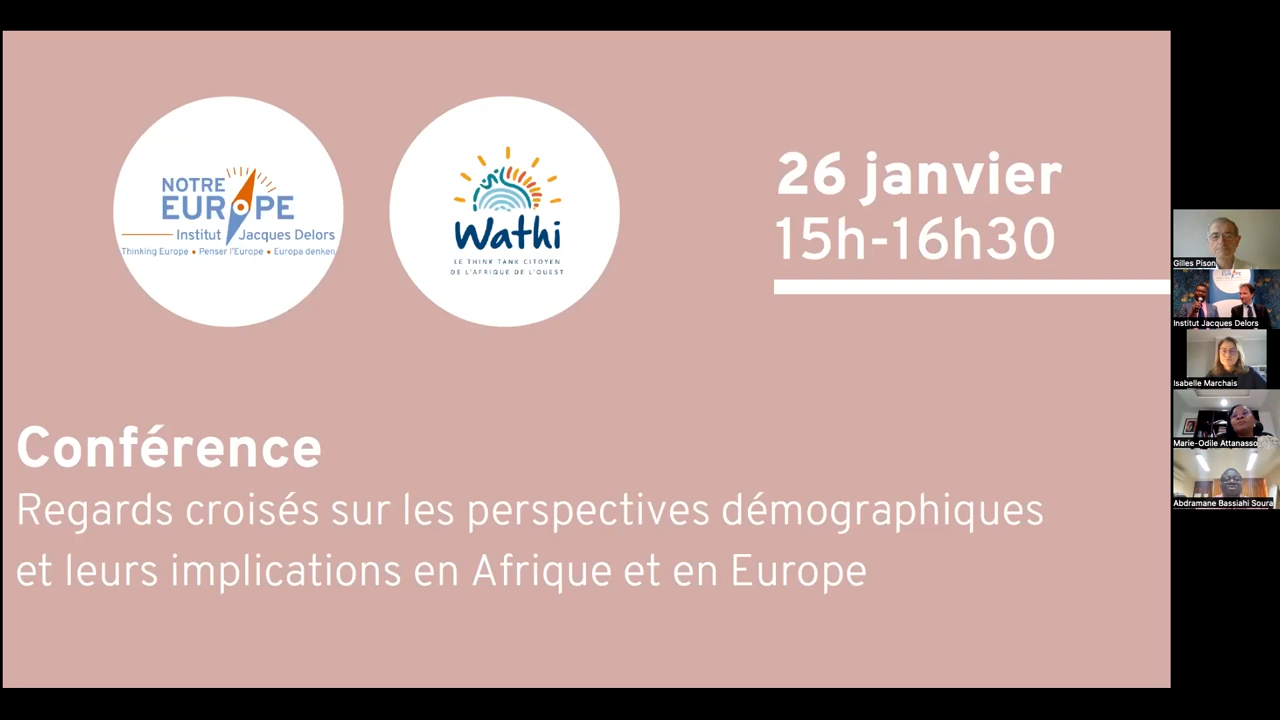 NOTRE
EUROPE
Institut Jacques Delors
Thinking Europe • Penser l'Europe • Europa denken
Wathi
LE THINK TANK CITOYEN
DE L'AFRIQUE DE L'OUEST
26 janvier
15h-16h30
Conférence
Regards croisés sur les perspectives démographiques
et leurs implications en Afrique et en Europe
Gilles Pison
Institut Jacques Delors
Isabelle Marchais
Marie-Odile Attanasso
Abdramane Bassiahi Soura